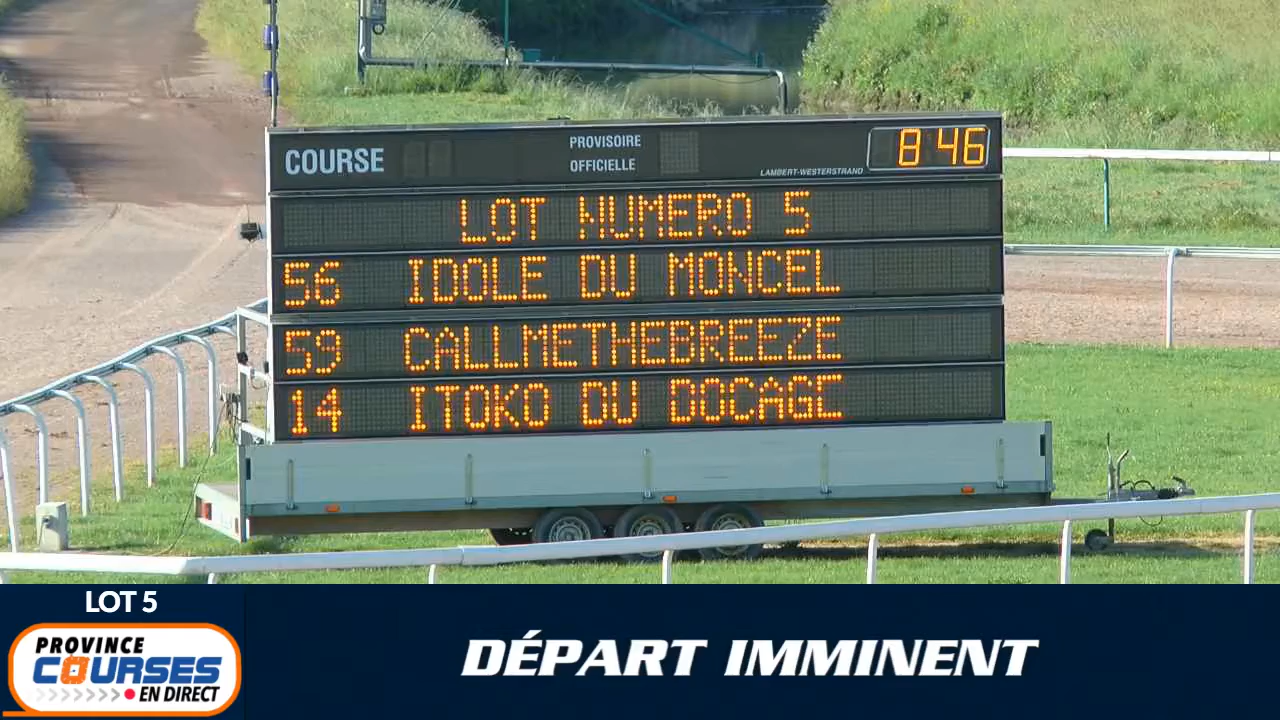 COURSE
PROVISOIRE
OFFICIELLE
LAMBERT-WESTERSTRAND
8 46
LOT NUMERO 5
56 IDOLE DU MONCEL
59 CALLMETHEBREEZE
14 ITOKO DU BOCAGE
LOT 5
PROVINCE
COURSES
EN DIRECT
DÉPART IMMINENT